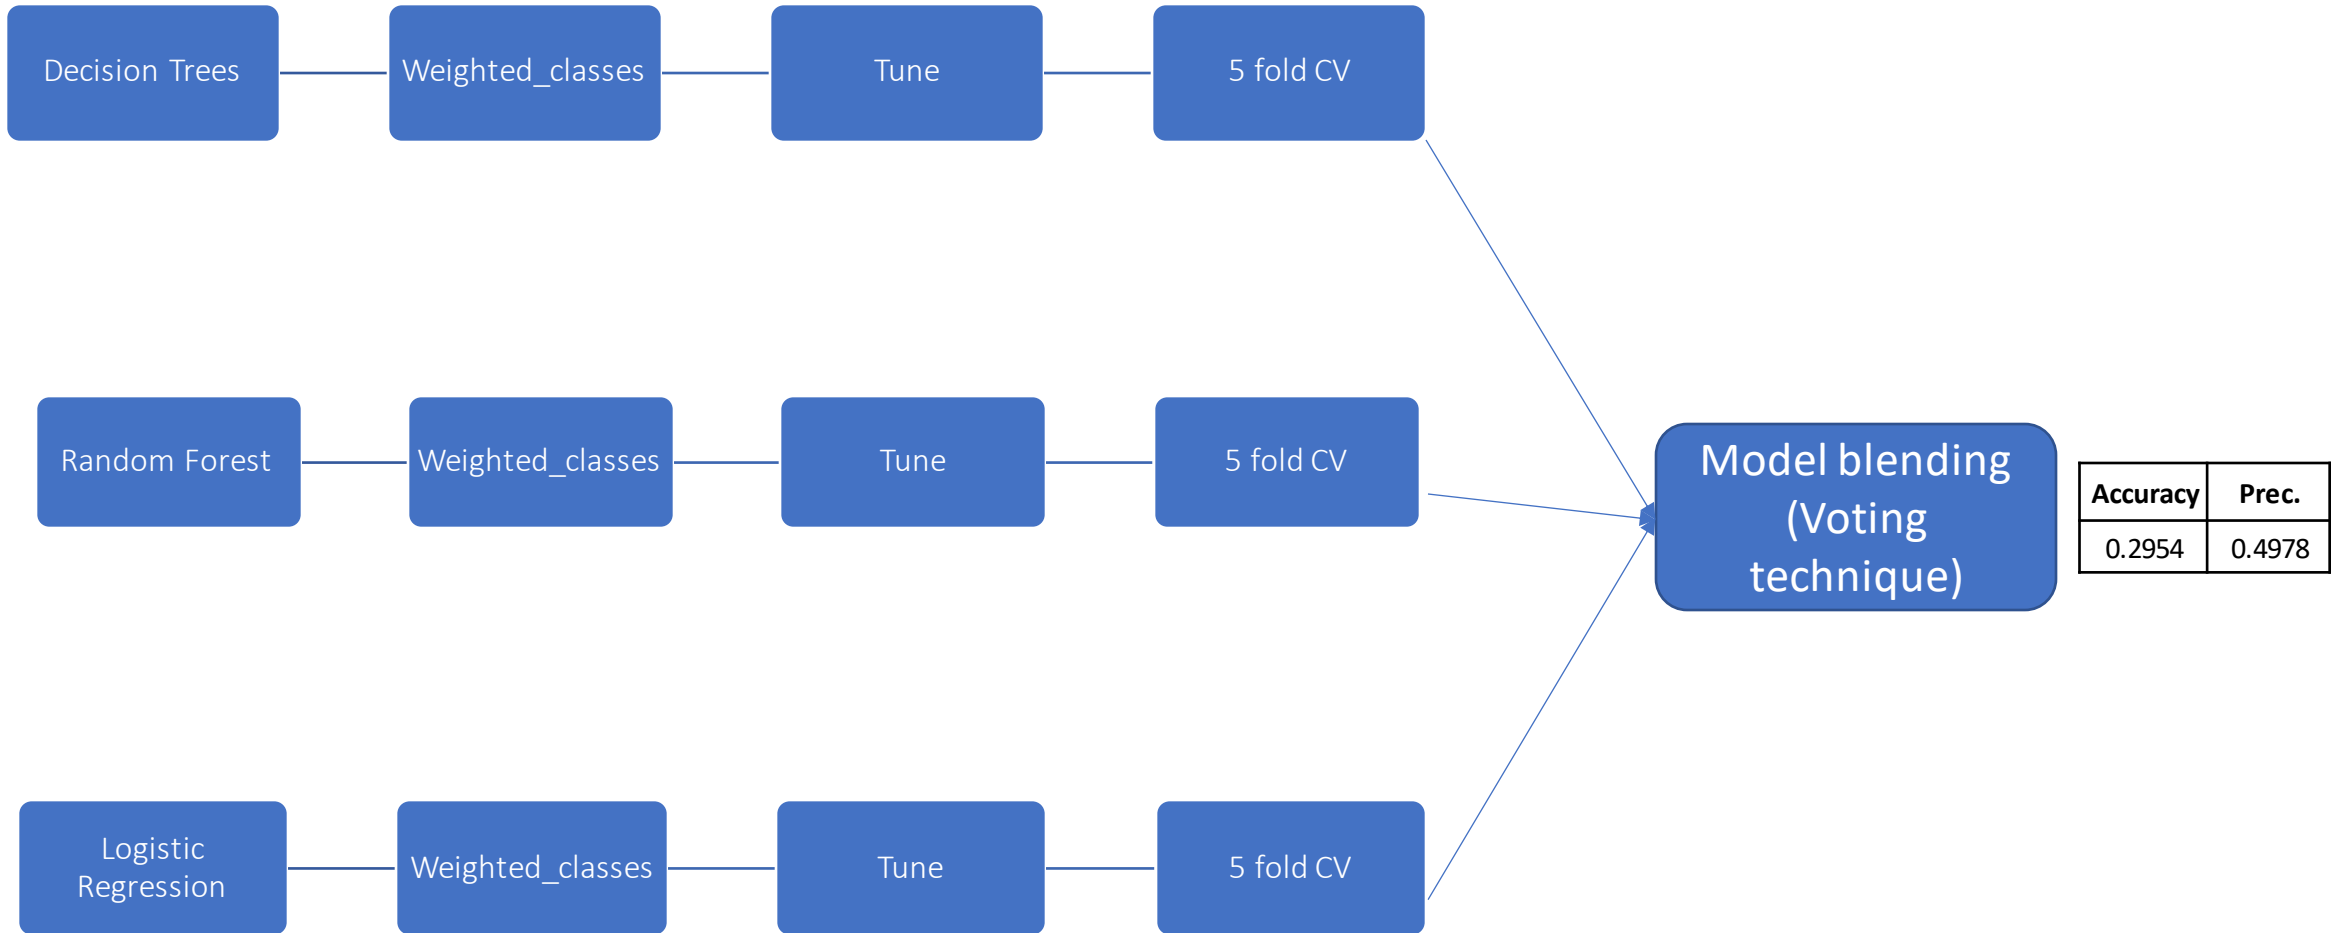 Decision Trees
Weighted_classes
Tune
5 fold CV
Random Forest
Weighted_classes
Tune
5 fold CV
Model blending
(Voting
technique)
Accuracy Prec.
0.2954 0.4978
Logistic
Regression
Weighted_classes
Tune
5 fold CV